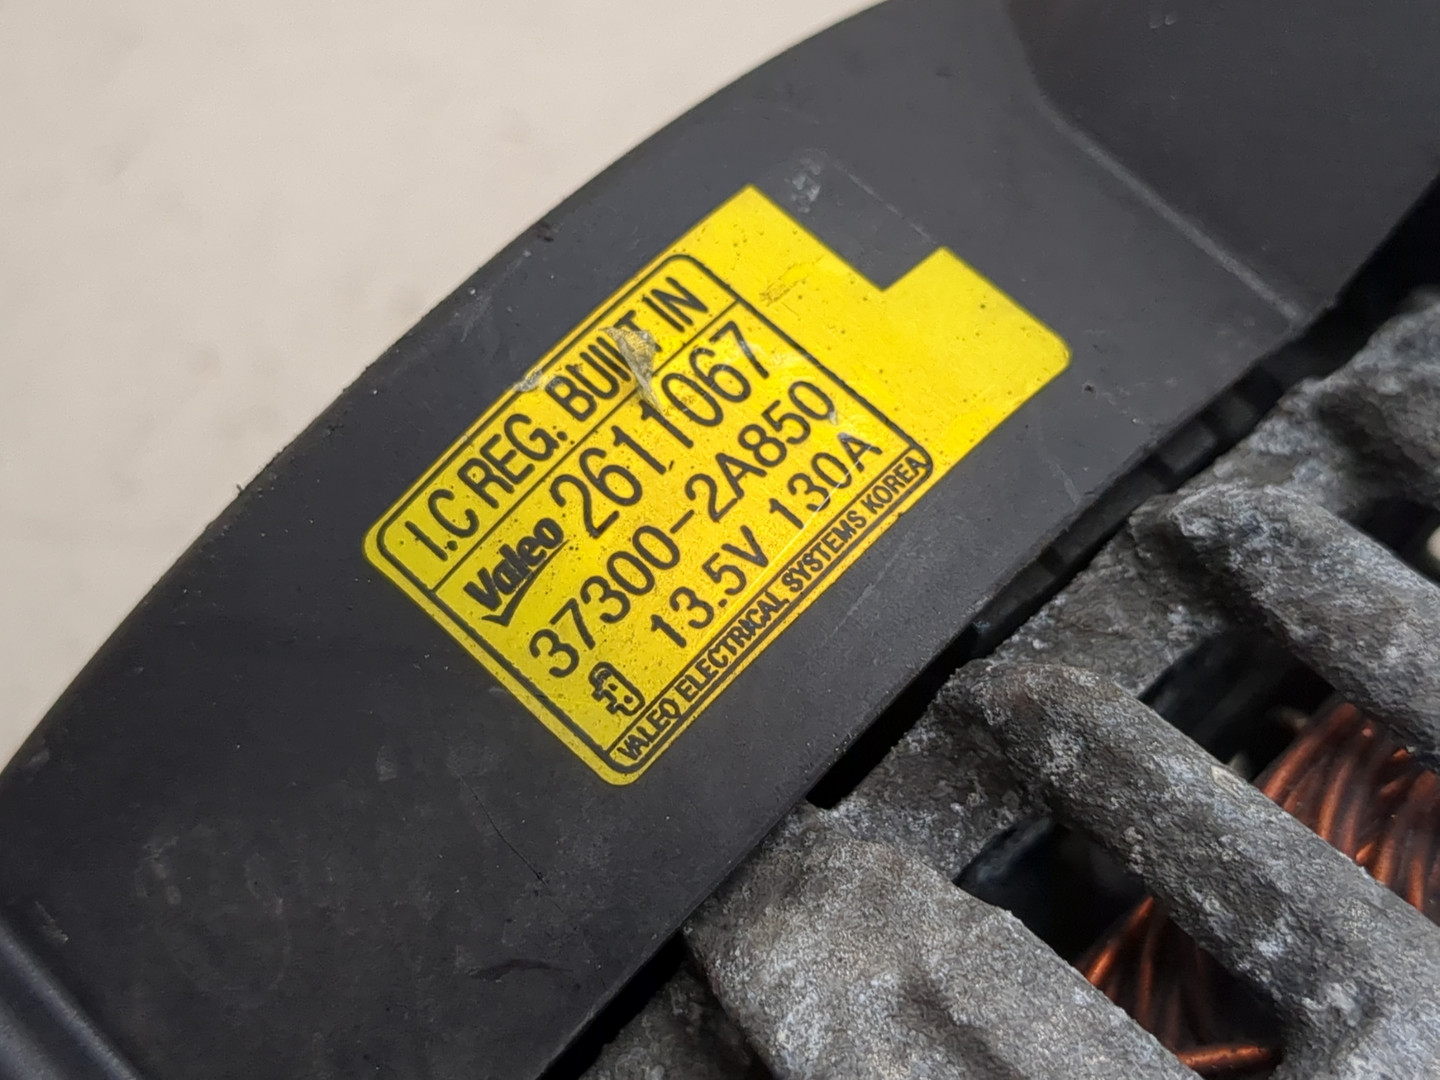 I.C REG. BUILT IN
Valeo 2611067
37300-2A850
13.5V 130A
VALEO ELECTRICAL SYSTEMS KOREA